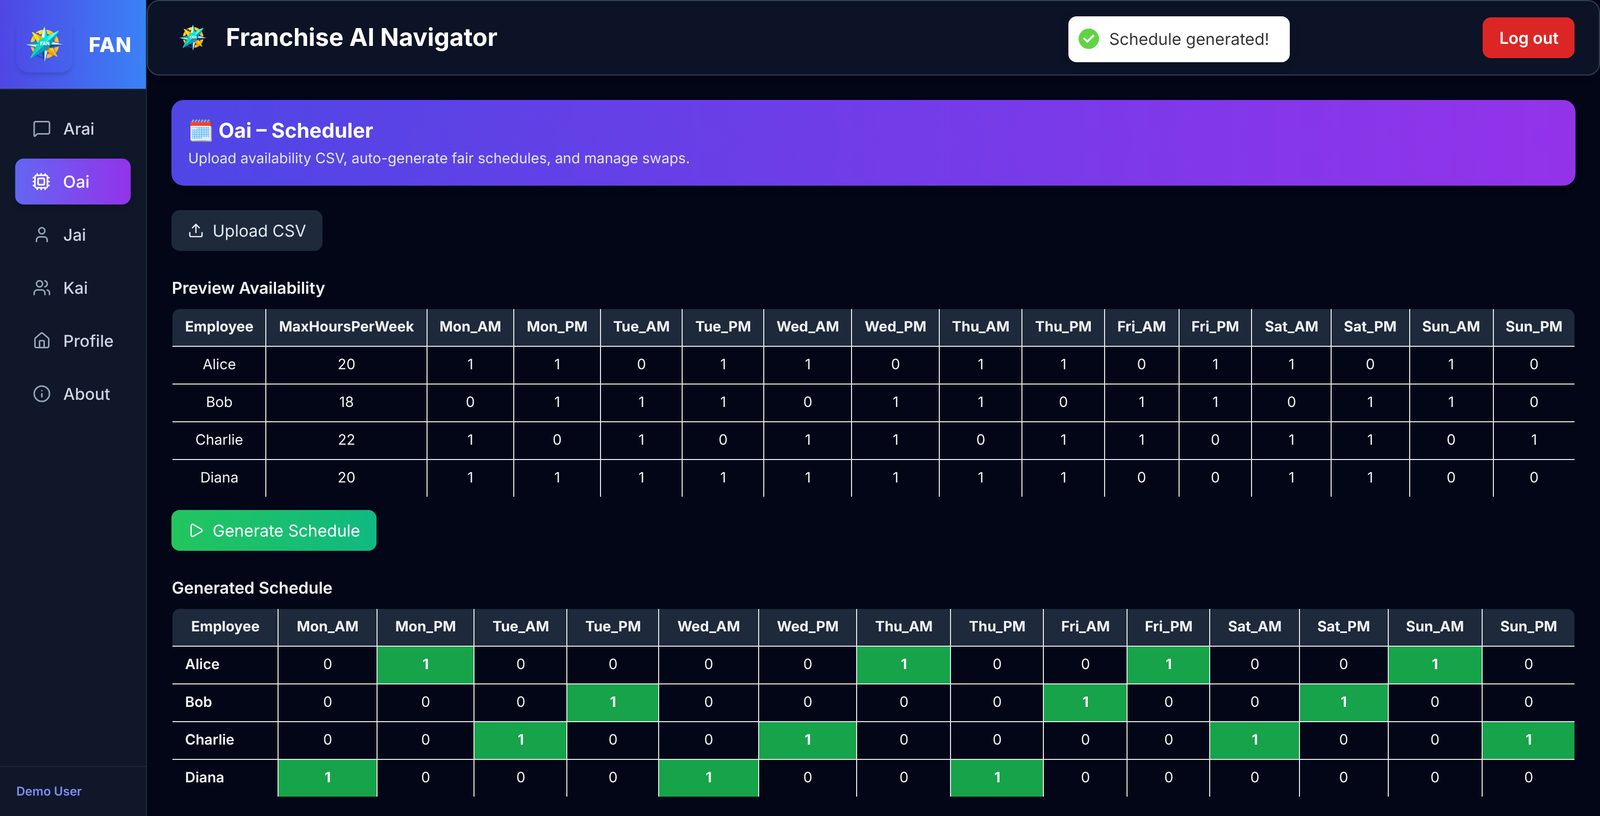 FAN
Franchise AI Navigator
Schedule generated!
Log out
Arai
Oai
Jai
Kai
Profile
About
Demo User
Oai – Scheduler
Upload availability CSV, auto-generate fair schedules, and manage swaps.
Upload CSV
Preview Availability
Employee MaxHoursPerWeek Mon_AM Mon_PM Tue_AM Tue_PM Wed_AM Wed_PM Thu_AM Thu_PM Fri_AM Fri_PM Sat_AM Sat_PM Sun_AM Sun_PM
Alice 20 1 1 0 1 1 0 1 1 0 1 1 0 1 0
Bob 18 0 1 1 1 0 1 1 0 1 1 0 1 1 0
Charlie 22 1 0 1 0 1 1 0 1 1 0 1 1 0 1
Diana 20 1 1 1 1 1 1 1 1 0 0 1 1 0 0
Generate Schedule
Generated Schedule
Employee Mon_AM Mon_PM Tue_AM Tue_PM Wed_AM Wed_PM Thu_AM Thu_PM Fri_AM Fri_PM Sat_AM Sat_PM Sun_AM Sun_PM
Alice 0 1 0 0 0 0 1 0 0 1 0 0 1 0
Bob 0 0 0 1 0 0 0 0 1 0 0 1 0 0
Charlie 0 0 1 0 0 1 0 0 0 0 1 0 0 1
Diana 1 0 0 0 1 0 0 1 0 0 0 0 0 0